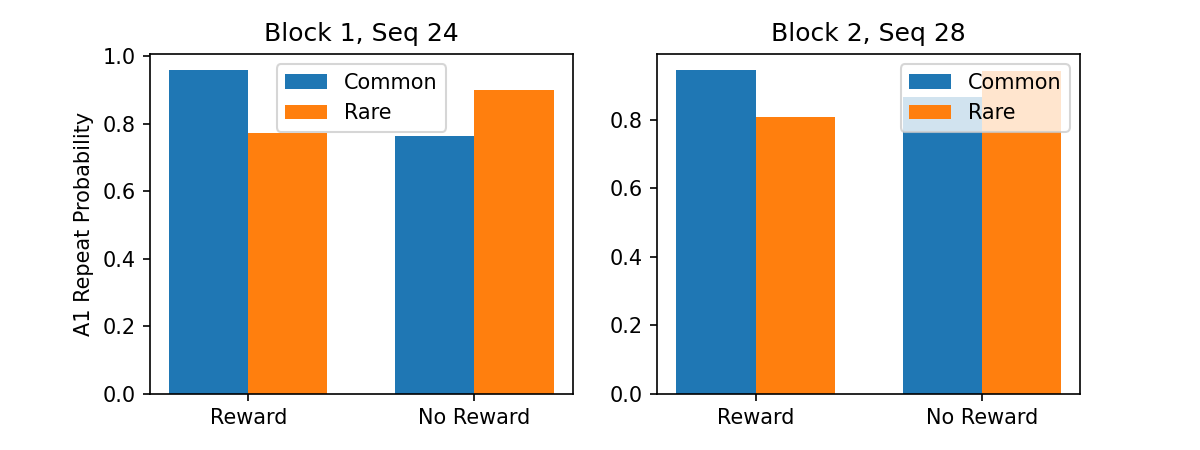 Block 1, Seq 24
A1 Repeat Probability
1.0
0.8
0.6
0.4
0.2
0.0
Common
Rare
Reward
No Reward
Block 2, Seq 28
0.8
0.6
0.4
0.2
0.0
Common
Rare
Reward
No Reward